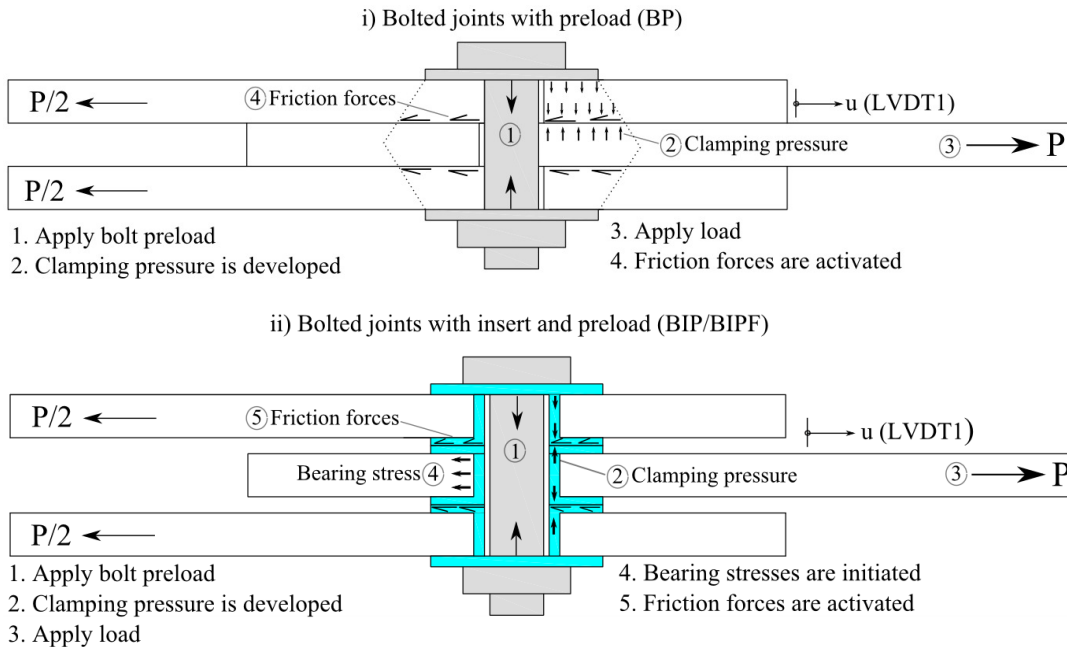 i) Bolted joints with preload (BP)
P/2
④ Friction forces
①
② Clamping pressure
u (LVDT1)
③ P
P/2
1. Apply bolt preload
2. Clamping pressure is developed
3. Apply load
4. Friction forces are activated
ii) Bolted joints with insert and preload (BIP/BIPF)
P/2
⑤ Friction forces
①
u (LVDT1)
Bearing stress ④
② Clamping pressure
③ P
P/2
1. Apply bolt preload
2. Clamping pressure is developed
3. Apply load
4. Bearing stresses are initiated
5. Friction forces are activated